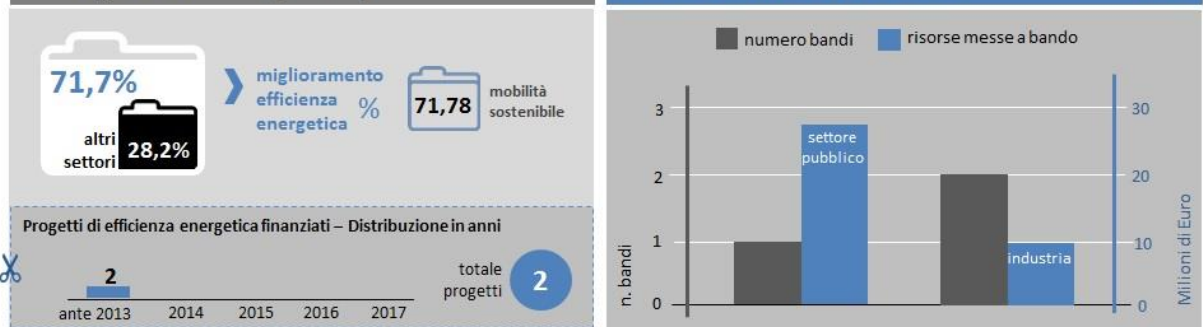 71,7%
altri
settori
28,2%
miglioramento
efficienza
energetica
%
71,78
mobilità
sostenibile
Progetti di efficienza energetica finanziati – Distribuzione in anni
2
ante 2013 2014 2015 2016 2017
totale
progetti
2
numero bandi risorse messe a bando
n. bandi
3
2
1
0
settore
pubblico
industria
30
20
10
0
Milioni di Euro